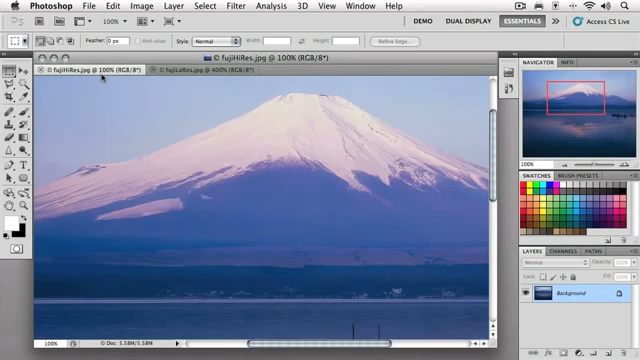 File Edit Image Layer Select Filter Analysis 3D View Window Help
Ps Br Mb 100% DEMO DUAL DISPLAY ESSENTIALS Access CS Live
Feather: 0 px Anti-alias Style: Normal Width: Height: Refine Edge...
fujiHiRes.jpg @ 100% (RGB/8*)
fujiHiRes.jpg @ 100% (RGB/8*) fujiLoRes.jpg @ 400% (RGB/8*)
NAVIGATOR INFO
100%
SWATCHES BRUSH PRESETS
LAYERS CHANNELS PATHS
Normal Opacity:
Lock: Fill:
Background
100% Doc: 5.58M/5.58M